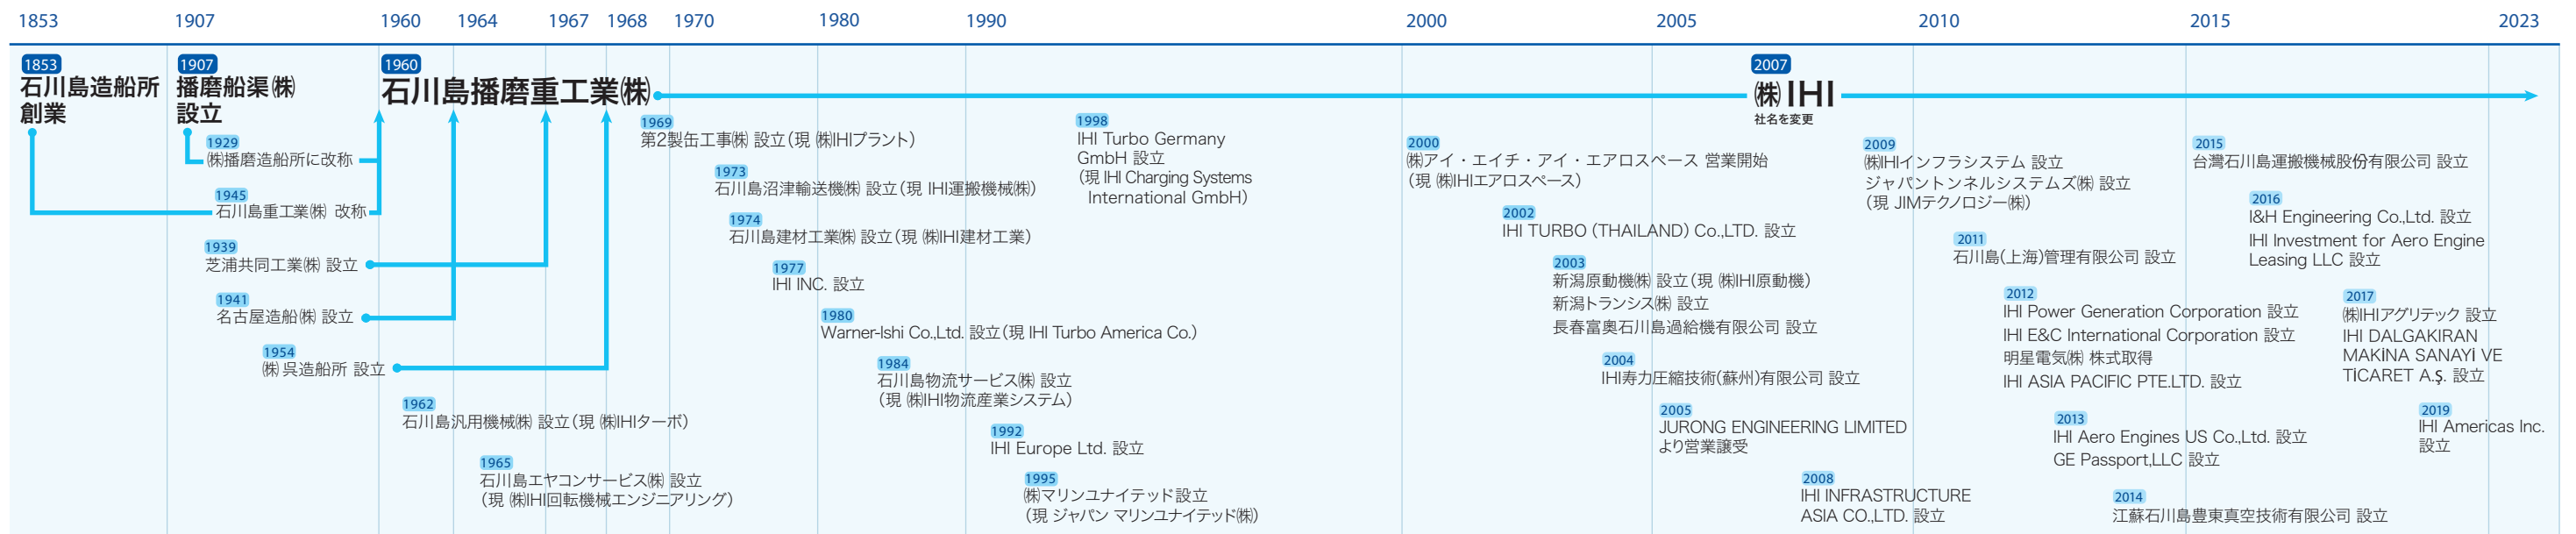 1853 1907 1960 1964 1967 1968 1970 1980 1990 2000 2005 2010 2015 2023
1853
石川島造船所
創業
1907
播磨船渠㈱
設立
1929
㈱播磨造船所に改称
1945
石川島重工業㈱ 改称
1939
芝浦共同工業㈱ 設立
1941
名古屋造船㈱ 設立
1954
㈱呉造船所 設立
1960
石川島播磨重工業㈱
1962
石川島汎用機械㈱ 設立（現 ㈱IHIターボ）
1965
石川島エヤコンサービス㈱ 設立
（現 ㈱IHI回転機械エンジニアリング）
1969
第2製缶工事㈱ 設立（現 ㈱IHIプラント）
1973
石川島沼津輸送機㈱ 設立（現 IHI運搬機械㈱）
1974
石川島建材工業㈱ 設立（現 ㈱IHI建材工業）
1977
IHI INC. 設立
1980
Warner-Ishi Co.,Ltd. 設立（現 IHI Turbo America Co.）
1984
石川島物流サービス㈱ 設立
（現 ㈱IHI物流産業システム）
1992
IHI Europe Ltd. 設立
1995
㈱マリンユナイテッド設立
（現 ジャパン マリンユナイテッド㈱）
1998
IHI Turbo Germany
GmbH 設立
（現 IHI Charging Systems
International GmbH）
2000
㈱アイ・エイチ・アイ・エアロスペース 営業開始
（現 ㈱IHIエアロスペース）
2002
IHI TURBO（THAILAND）Co.,LTD. 設立
2003
新潟原動機㈱ 設立（現 ㈱IHI原動機）
新潟トランシス㈱ 設立
長春富奥石川島過給機有限公司 設立
2004
IHI寿力圧縮技術(蘇州)有限公司 設立
2005
JURONG ENGINEERING LIMITED
より営業譲受
2007
㈱IHI
社名を変更
2008
IHI INFRASTRUCTURE
ASIA CO.,LTD. 設立
2009
㈱IHIインフラシステム 設立
ジャパントンネルシステムズ㈱ 設立
（現 JIMテクノロジー㈱）
2011
石川島(上海)管理有限公司 設立
2012
IHI Power Generation Corporation 設立
IHI E&C International Corporation 設立
明星電気㈱ 株式取得
IHI ASIA PACIFIC PTE.LTD. 設立
2013
IHI Aero Engines US Co.,Ltd. 設立
GE Passport,LLC 設立
2014
江蘇石川島豊東真空技術有限公司 設立
2015
台灣石川島運搬機械股份有限公司 設立
2016
I&H Engineering Co.,Ltd. 設立
IHI Investment for Aero Engine
Leasing LLC 設立
2017
㈱IHIアグリテック 設立
IHI DALGAKIRAN
MAKİNA SANAYİ VE
TİCARET A.Ş. 設立
2019
IHI Americas Inc.
設立